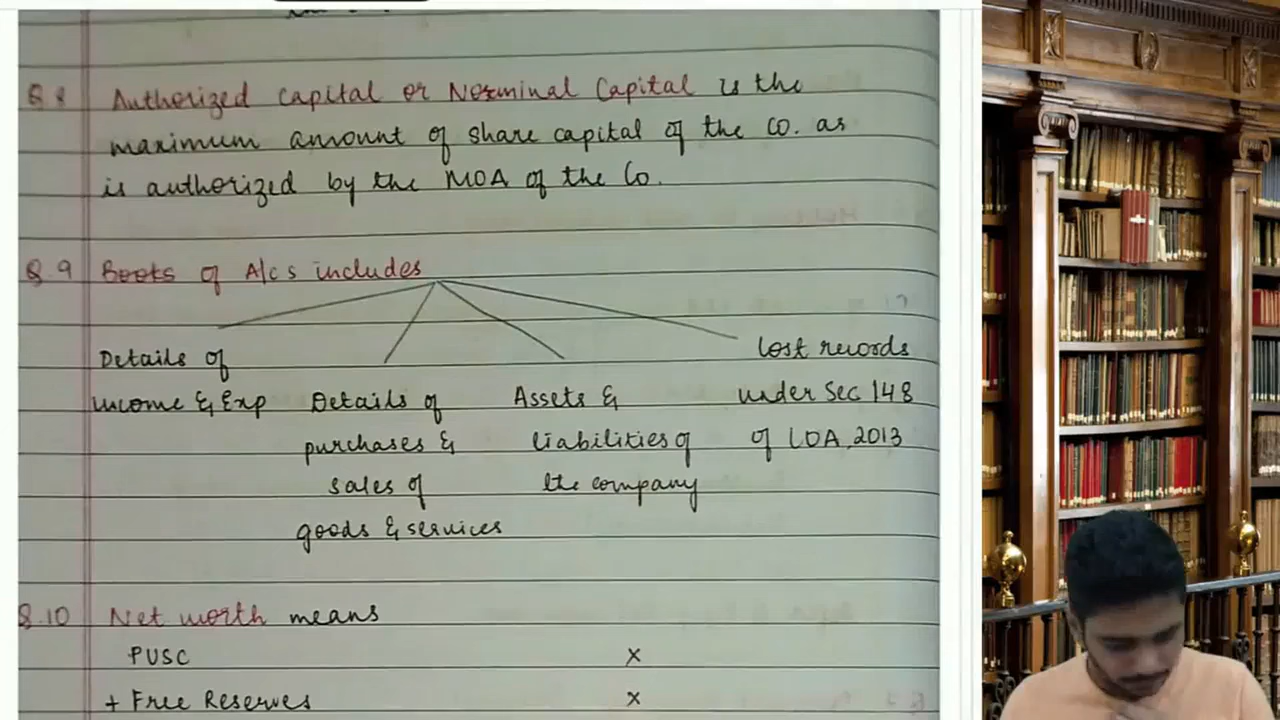 Q.8 Authorized capital or Norminal Capital is the
maximum amount of share capital of the CO. as
is authorized by the MOA of the Co.
Q.9 Books of A/cs includes
Details of
income & Exp
Details of
purchases &
sales of
goods & services
Assets &
liabilities of
the company
Cost records
under Sec 148
of COA, 2013
Q.10 Net worth means
PUSC X
+ Free Reserves X